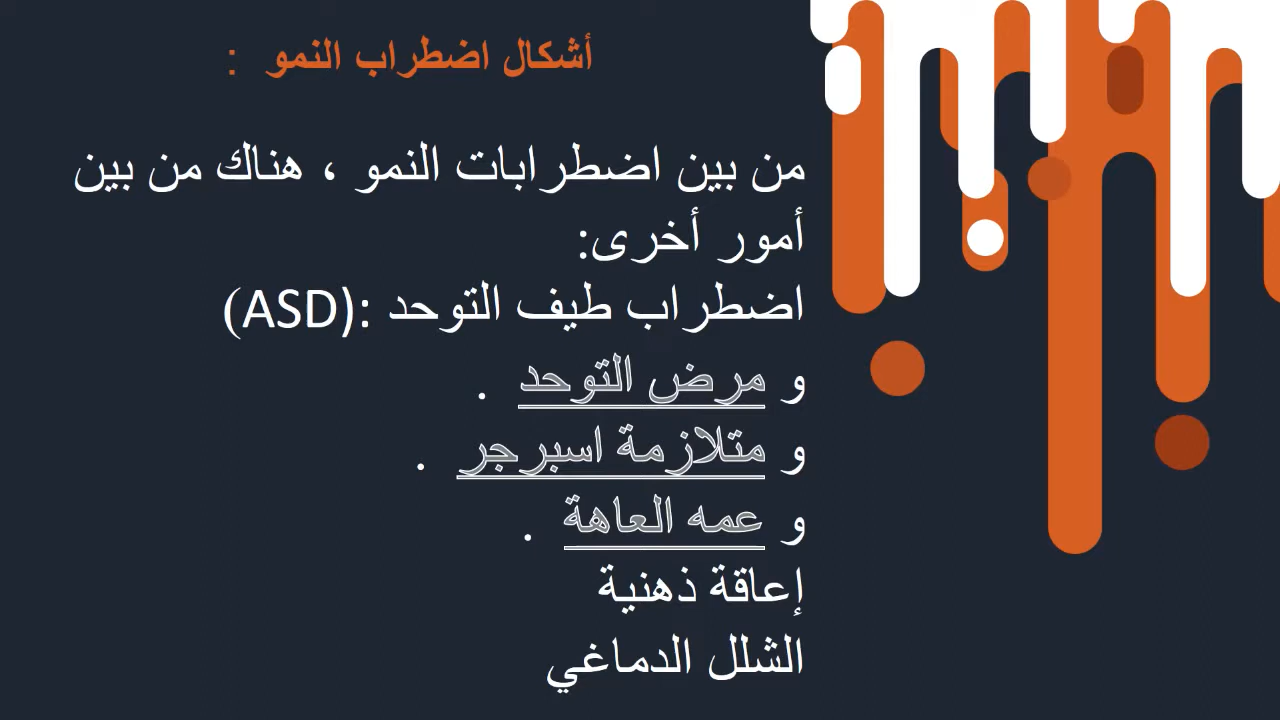 أشكال اضطراب النمو :
من بين اضطرابات النمو ، هناك من بين
أمور أخرى:
اضطراب طيف التوحد :(ASD)
و مرض التوحد .
و متلازمة اسبرجر .
و عمه العاهة .
إعاقة ذهنية
الشلل الدماغي